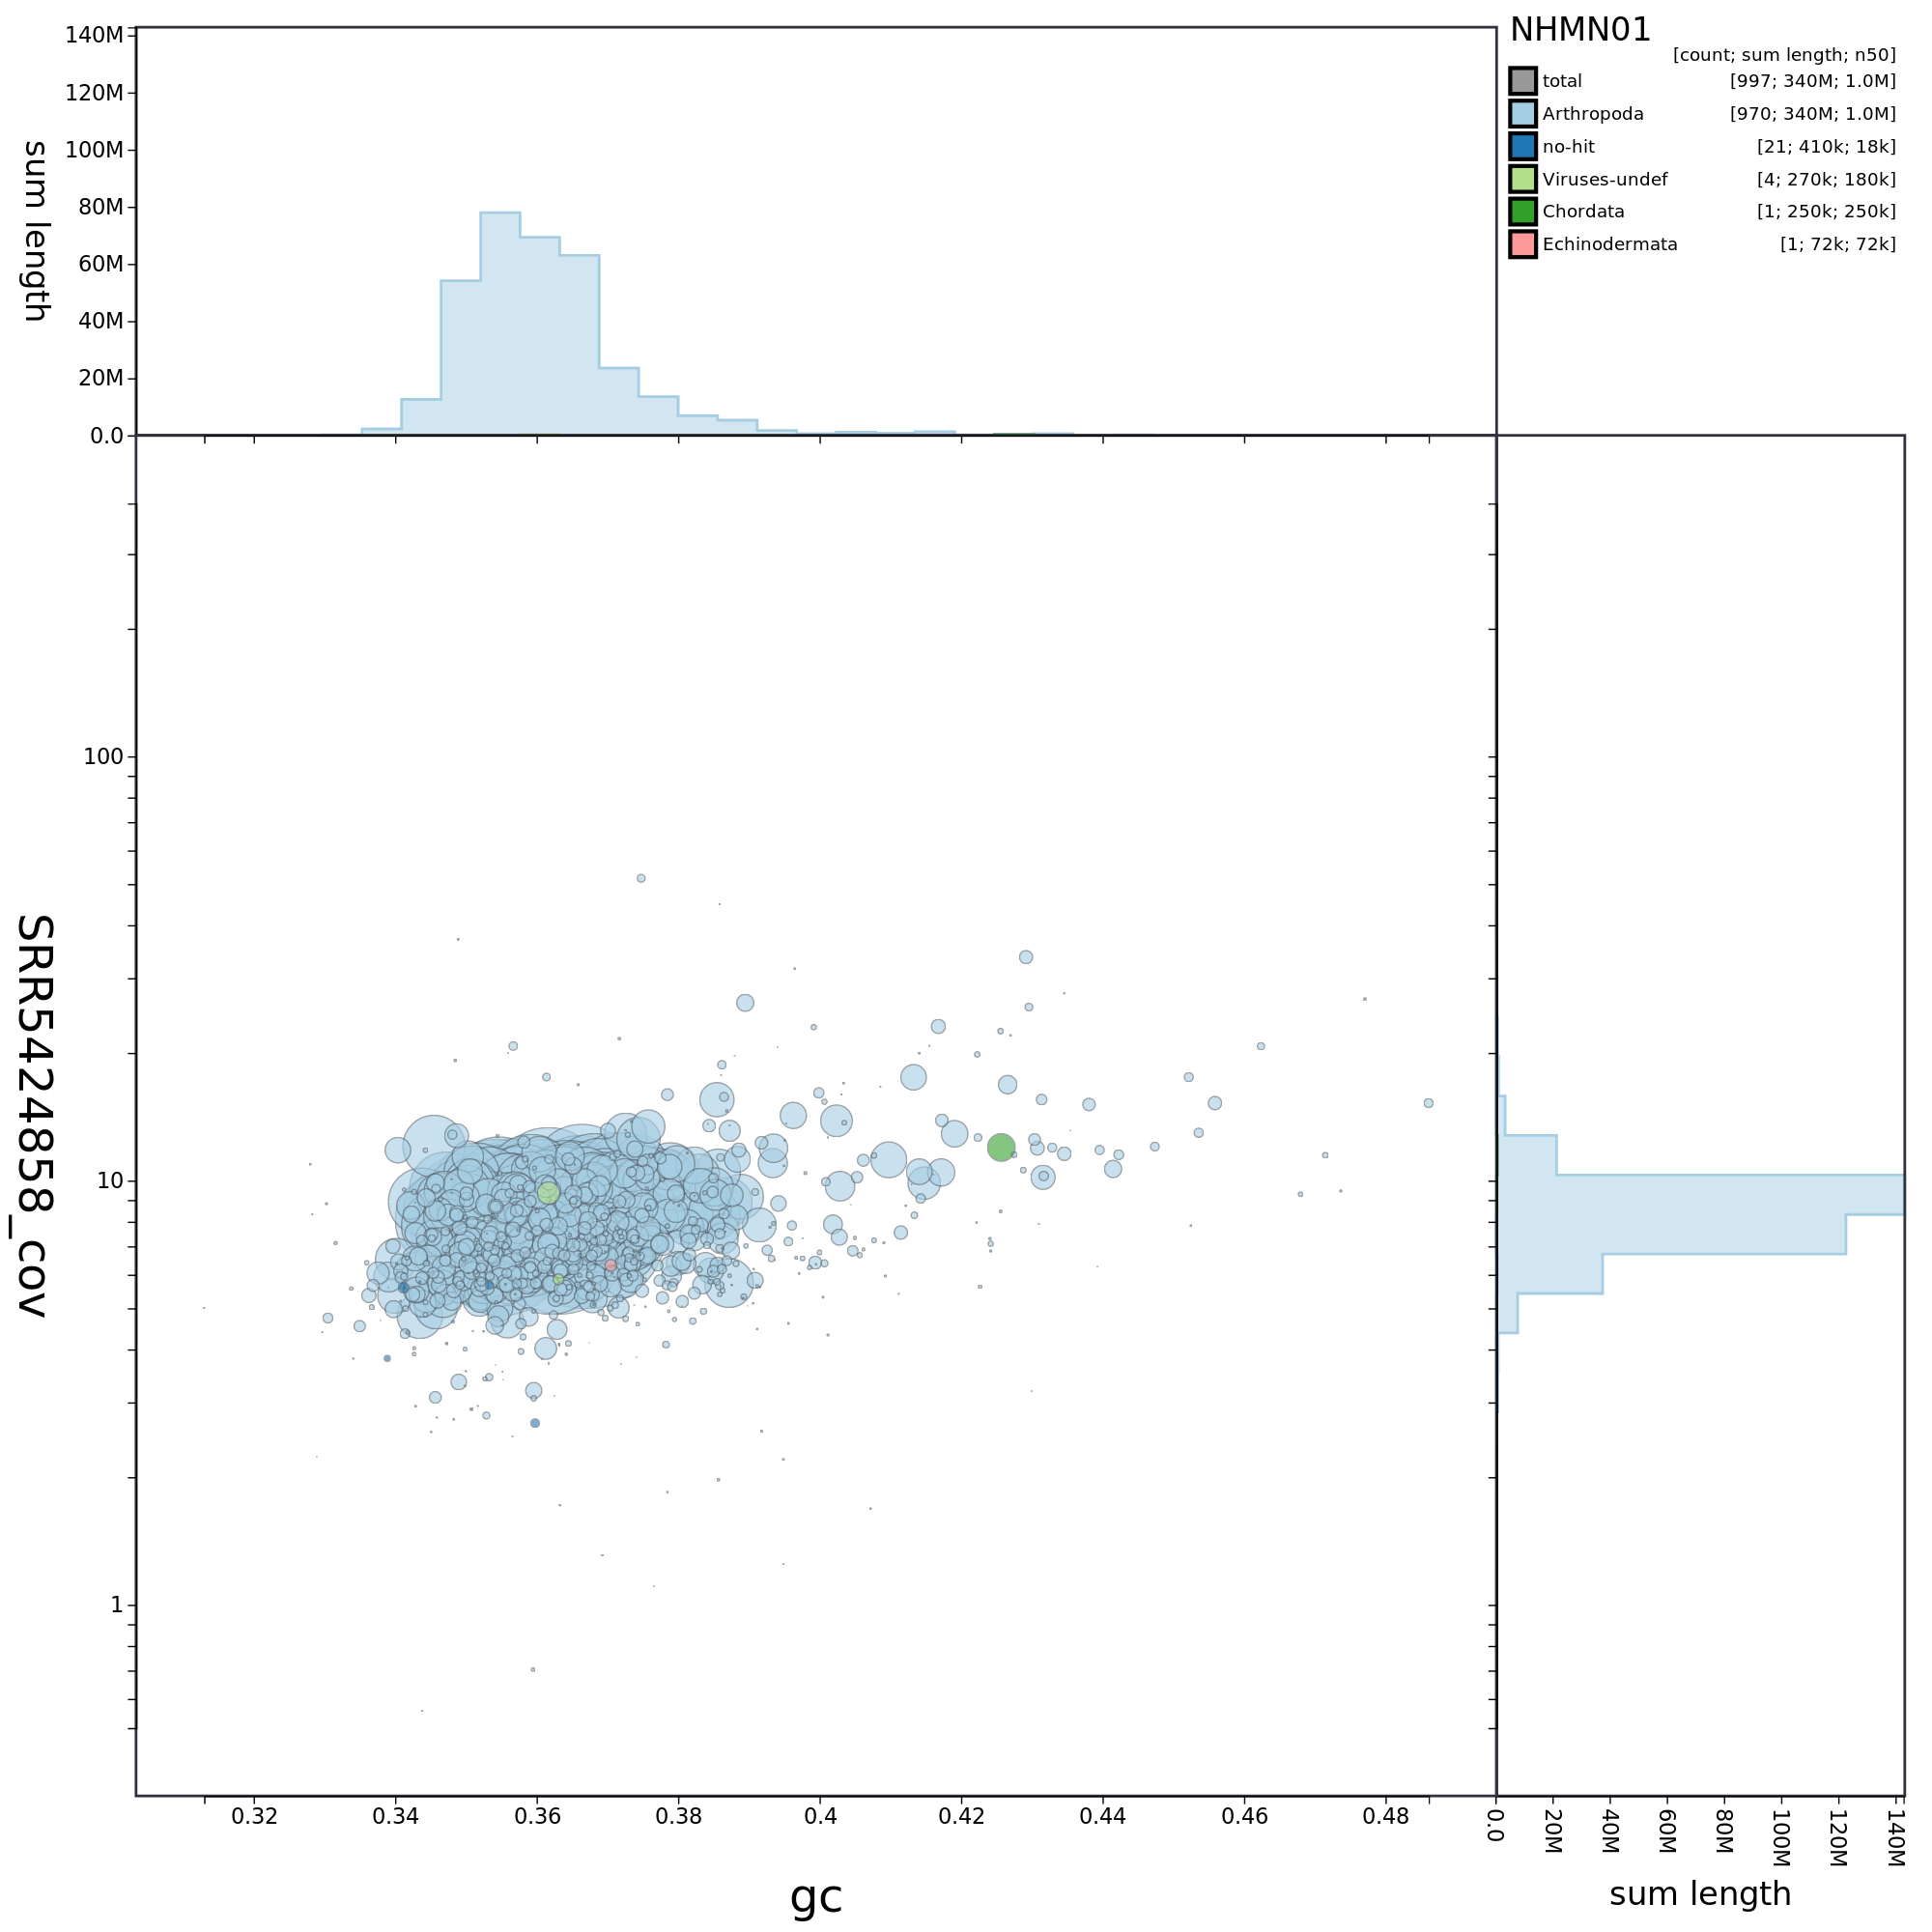 NHMN01
[count; sum length; n50]
total [997; 340M; 1.0M]
Arthropoda [970; 340M; 1.0M]
no-hit [21; 410k; 18k]
Viruses-undef [4; 270k; 180k]
Chordata [1; 250k; 250k]
Echinodermata [1; 72k; 72k]
sum length
140M
120M
100M
80M
60M
40M
20M
0.0
SRR5424858_cov
100
10
1
0.32 0.34 0.36 0.38 0.4 0.42 0.44 0.46 0.48
gc
0.0 20M 40M 60M 80M 100M 120M 140M
sum length